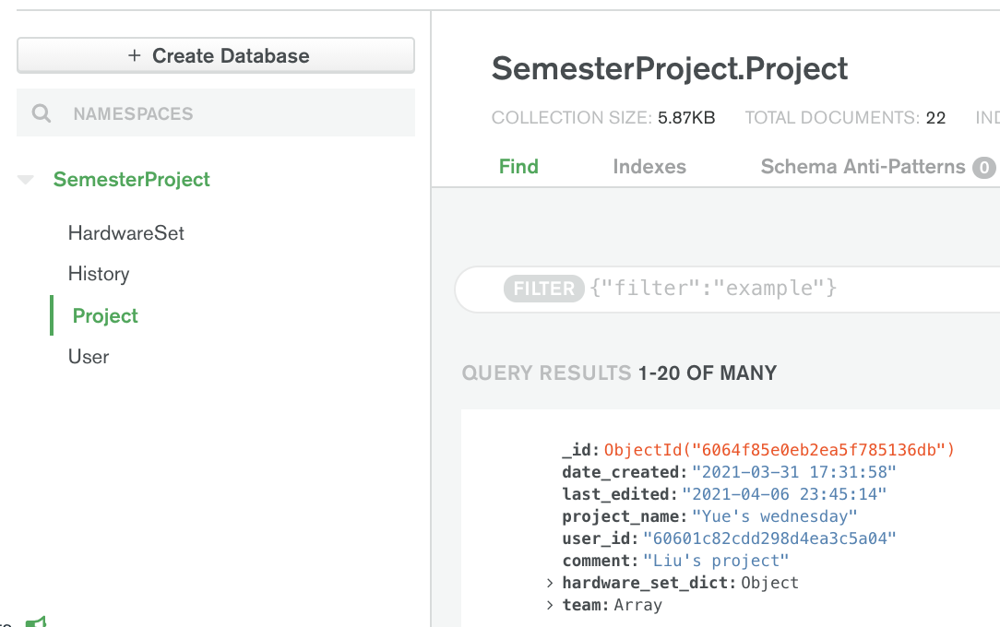 + Create Database
NAMESPACES
SemesterProject
HardwareSet
History
Project
User
SemesterProject.Project
COLLECTION SIZE: 5.87KB TOTAL DOCUMENTS: 22
Find Indexes Schema Anti-Patterns 0
FILTER {"filter":"example"}
QUERY RESULTS 1-20 OF MANY
_id: ObjectId("6064f85e0eb2ea5f785136db")
date_created: "2021-03-31 17:31:58"
last_edited: "2021-04-06 23:45:14"
project_name: "Yue's wednesday"
user_id: "60601c82cdd298d4ea3c5a04"
comment: "Liu's project"
> hardware_set_dict: Object
> team: Array